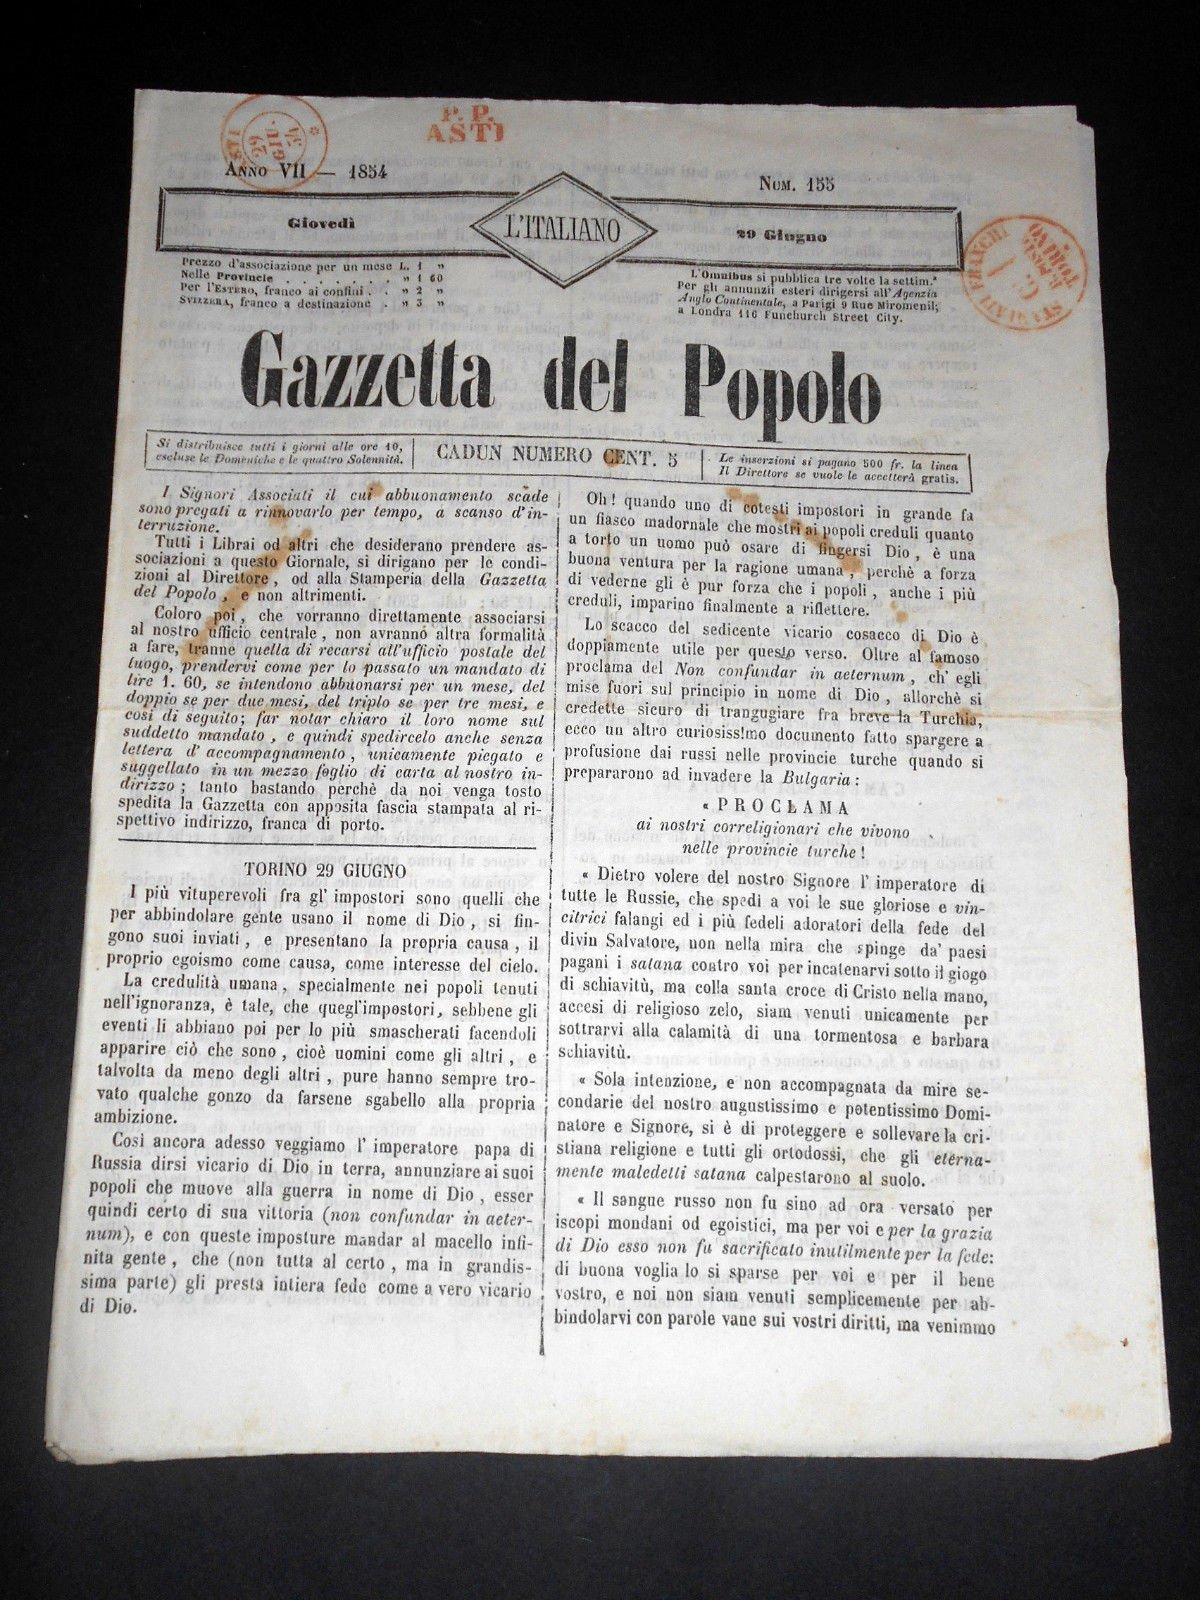 P. P.
ASTI
29
GIU
ANNO VII — 1854
NUM. 155
Giovedì
L'ITALIANO
29 Giugno
STAMPATI FRANCHI
C. 1
TORINO
Prezzo d'associazione per un mese L. 1 „
Nelle Provincie . . . . . . . „ 1 60
Per l'ESTERO, franco ai confini . . „ 2 „
SVIZZERA, franco a destinazione . . „ 3 „
L'Omnibus si pubblica tre volte la settim.ª
Per gli annunzii esteri dirigersi all'Agenzia
Anglo Continentale, a Parigi 9 Rue Miromenil;
a Londra 116 Funchurch Street City.
Gazzetta del Popolo
Si distribuisce tutti i giorni alle ore 10,
escluse le Domeniche e le quattro Solennità.
CADUN NUMERO CENT. 5
Le inserzioni si pagano 500 fr. la linea
Il Direttore se vuole le accetterà gratis.
I Signori Associati il cui abbuonamento scade
sono pregati a rinnovarlo per tempo, a scanso d'in-
terruzione.
Tutti i Librai od altri che desiderano prendere as-
sociazioni a questo Giornale, si dirigano per le condi-
zioni al Direttore, od alla Stamperia della Gazzetta
del Popolo, e non altrimenti.
Coloro poi, che vorranno direttamente associarsi
al nostro ufficio centrale, non avranno altra formalità
a fare, tranne quella di recarsi all'ufficio postale del
luogo, prendervi come per lo passato un mandato di
lire 1. 60, se intendono abbuonarsi per un mese, del
doppio se per due mesi, del triplo se per tre mesi, e
così di seguito; far notar chiaro il loro nome sul
suddetto mandato, e quindi spedircelo anche senza
lettera d'accompagnamento, unicamente piegato e
suggellato in un mezzo foglio di carta al nostro in-
dirizzo; tanto bastando perchè da noi venga tosto
spedita la Gazzetta con apposita fascia stampata al ri-
spettivo indirizzo, franca di porto.
TORINO 29 GIUGNO
I più vituperevoli fra gl' impostori sono quelli che
per abbindolare gente usano il nome di Dio, si fin-
gono suoi inviati, e presentano la propria causa, il
proprio egoismo come causa, come interesse del cielo.
La credulità umana, specialmente nei popoli tenuti
nell'ignoranza, è tale, che quegl'impostori, sebbene gli
eventi li abbiano poi per lo più smascherati facendoli
apparire ciò che sono, cioè uomini come gli altri, e
talvolta da meno degli altri, pure hanno sempre tro-
vato qualche gonzo da farsene sgabello alla propria
ambizione.
Così ancora adesso veggiamo l' imperatore papa di
Russia dirsi vicario di Dio in terra, annunziare ai suoi
popoli che muove alla guerra in nome di Dio, esser
quindi certo di sua vittoria (non confundar in aeter-
num), e con queste imposture mandar al macello infi-
nita gente, che (non tutta al certo, ma in grandis-
sima parte) gli presta intiera fede come a vero vicario
di Dio.
Oh! quando uno di cotesti impostori in grande fa
un fiasco madornale che mostri ai popoli creduli quanto
a torto un uomo può osare di fingersi Dio, è una
buona ventura per la ragione umana, perchè a forza
di vederne gli è pur forza che i popoli, anche i più
creduli, imparino finalmente a riflettere.
Lo scacco del sedicente vicario cosacco di Dio è
doppiamente utile per questo verso. Oltre al famoso
proclama del Non confundar in aeternum, ch' egli
mise fuori sul principio in nome di Dio, allorchè si
credette sicuro di trangugiare fra breve la Turchia,
ecco un altro curiosissimo documento fatto spargere a
profusione dai russi nelle provincie turche quando si
prepararono ad invadere la Bulgaria:
« PROCLAMA
ai nostri correligionari che vivono
nelle provincie turche!
« Dietro volere del nostro Signore l' imperatore di
tutte le Russie, che spedì a voi le sue gloriose e vin-
citrici falangi ed i più fedeli adoratori della fede del
divin Salvatore, non nella mira che spinge da' paesi
pagani i satana contro voi per incatenarvi sotto il giogo
di schiavitù, ma colla santa croce di Cristo nella mano,
accesi di religioso zelo, siam venuti unicamente per
sottrarvi alla calamità di una tormentosa e barbara
schiavitù.
« Sola intenzione, e non accompagnata da mire se-
condarie del nostro augustissimo e potentissimo Domi-
natore e Signore, si è di proteggere e sollevare la cri-
stiana religione e tutti gli ortodossi, che gli eterna-
mente maledetti satana calpestarono al suolo.
« Il sangue russo non fu sino ad ora versato per
iscopi mondani od egoistici, ma per voi e per la grazia
di Dio esso non fu sacrificato inutilmente per la fede:
di buona voglia lo si sparse per voi e per il bene
vostro, e noi non siam venuti semplicemente per ab-
bindolarvi con parole vane sui vostri diritti, ma venimmo